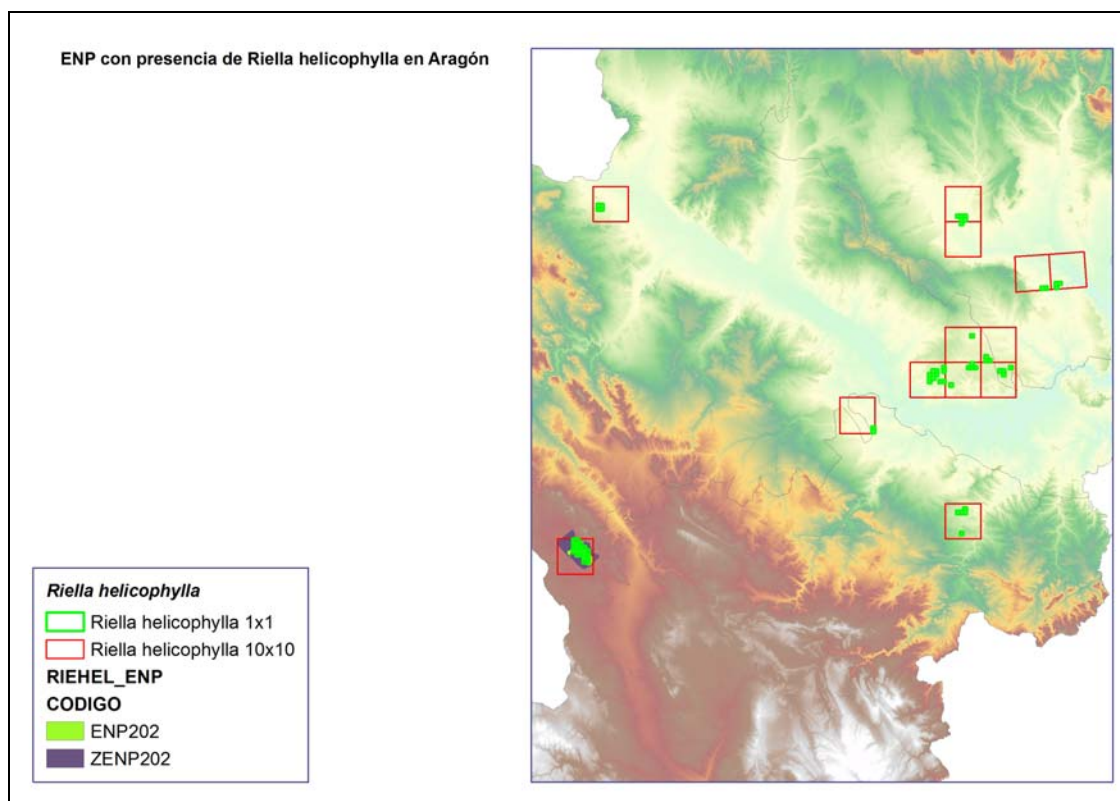 ENP con presencia de Riella helicophylla en Aragón
Riella helicophylla
Riella helicophylla 1x1
Riella helicophylla 10x10
RIEHEL_ENP
CODIGO
ENP202
ZENP202